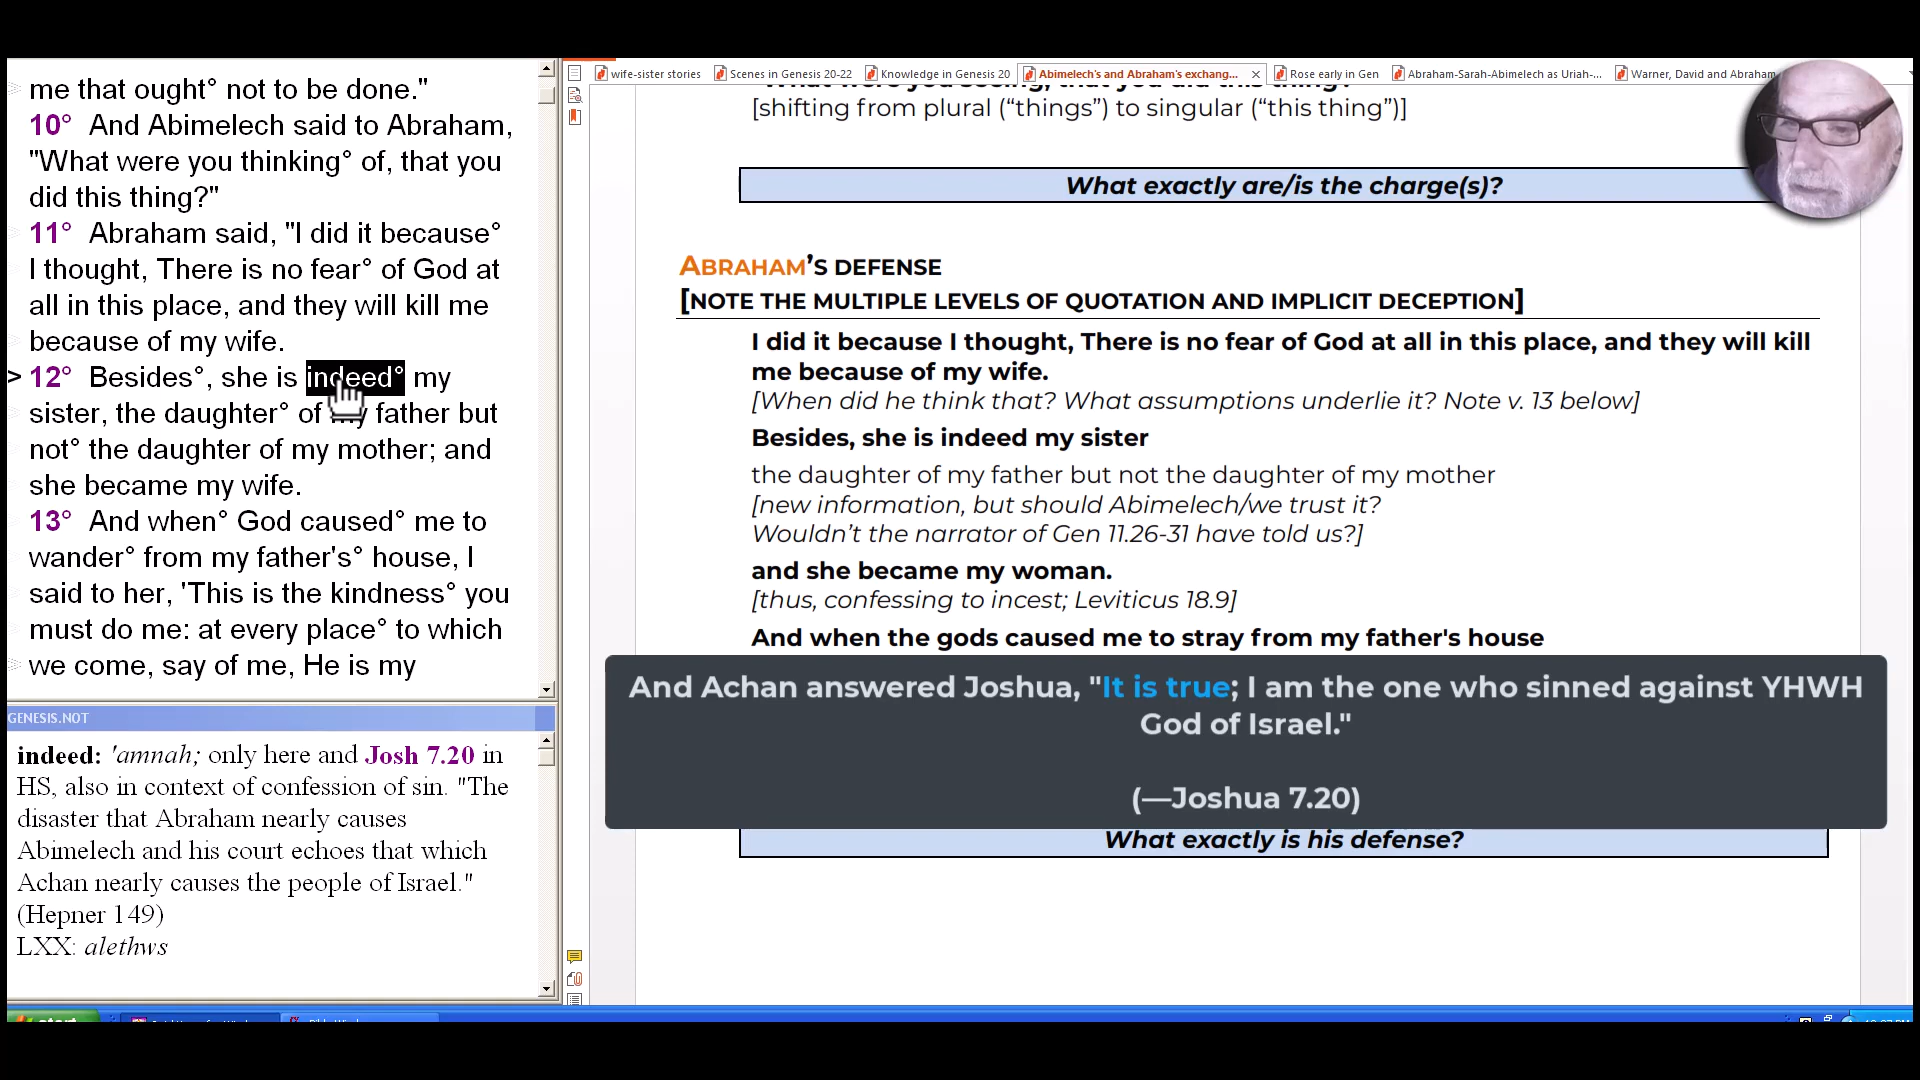 me that ought° not to be done."
10° And Abimelech said to Abraham,
"What were you thinking° of, that you
did this thing?"
11° Abraham said, "I did it because°
I thought, There is no fear° of God at
all in this place, and they will kill me
because of my wife.
> 12° Besides°, she is indeed° my
sister, the daughter° of my father but
not° the daughter of my mother; and
she became my wife.
13° And when° God caused° me to
wander° from my father's° house, I
said to her, 'This is the kindness° you
must do me: at every place° to which
we come, say of me, He is my
GENESIS.NOT
indeed: 'amnah; only here and Josh 7.20 in
HS, also in context of confession of sin. "The
disaster that Abraham nearly causes
Abimelech and his court echoes that which
Achan nearly causes the people of Israel."
(Hepner 149)
LXX: alethws
start
wife-sister stories
Scenes in Genesis 20-22
Knowledge in Genesis 20
Abimelech's and Abraham's exchang...
Rose early in Gen
Abraham-Sarah-Abimelech as Uriah-...
Warner, David and Abraham
"What were you seeing, that you did this thing?"
[shifting from plural (“things”) to singular (“this thing”)]
What exactly are/is the charge(s)?
ABRAHAM’S DEFENSE
[NOTE THE MULTIPLE LEVELS OF QUOTATION AND IMPLICIT DECEPTION]
I did it because I thought, There is no fear of God at all in this place, and they will kill
me because of my wife.
[When did he think that? What assumptions underlie it? Note v. 13 below]
Besides, she is indeed my sister
the daughter of my father but not the daughter of my mother
[new information, but should Abimelech/we trust it?
Wouldn’t the narrator of Gen 11.26-31 have told us?]
and she became my woman.
[thus, confessing to incest; Leviticus 18.9]
And when the gods caused me to stray from my father's house
And Achan answered Joshua, "It is true; I am the one who sinned against YHWH
God of Israel."
(—Joshua 7.20)
What exactly is his defense?